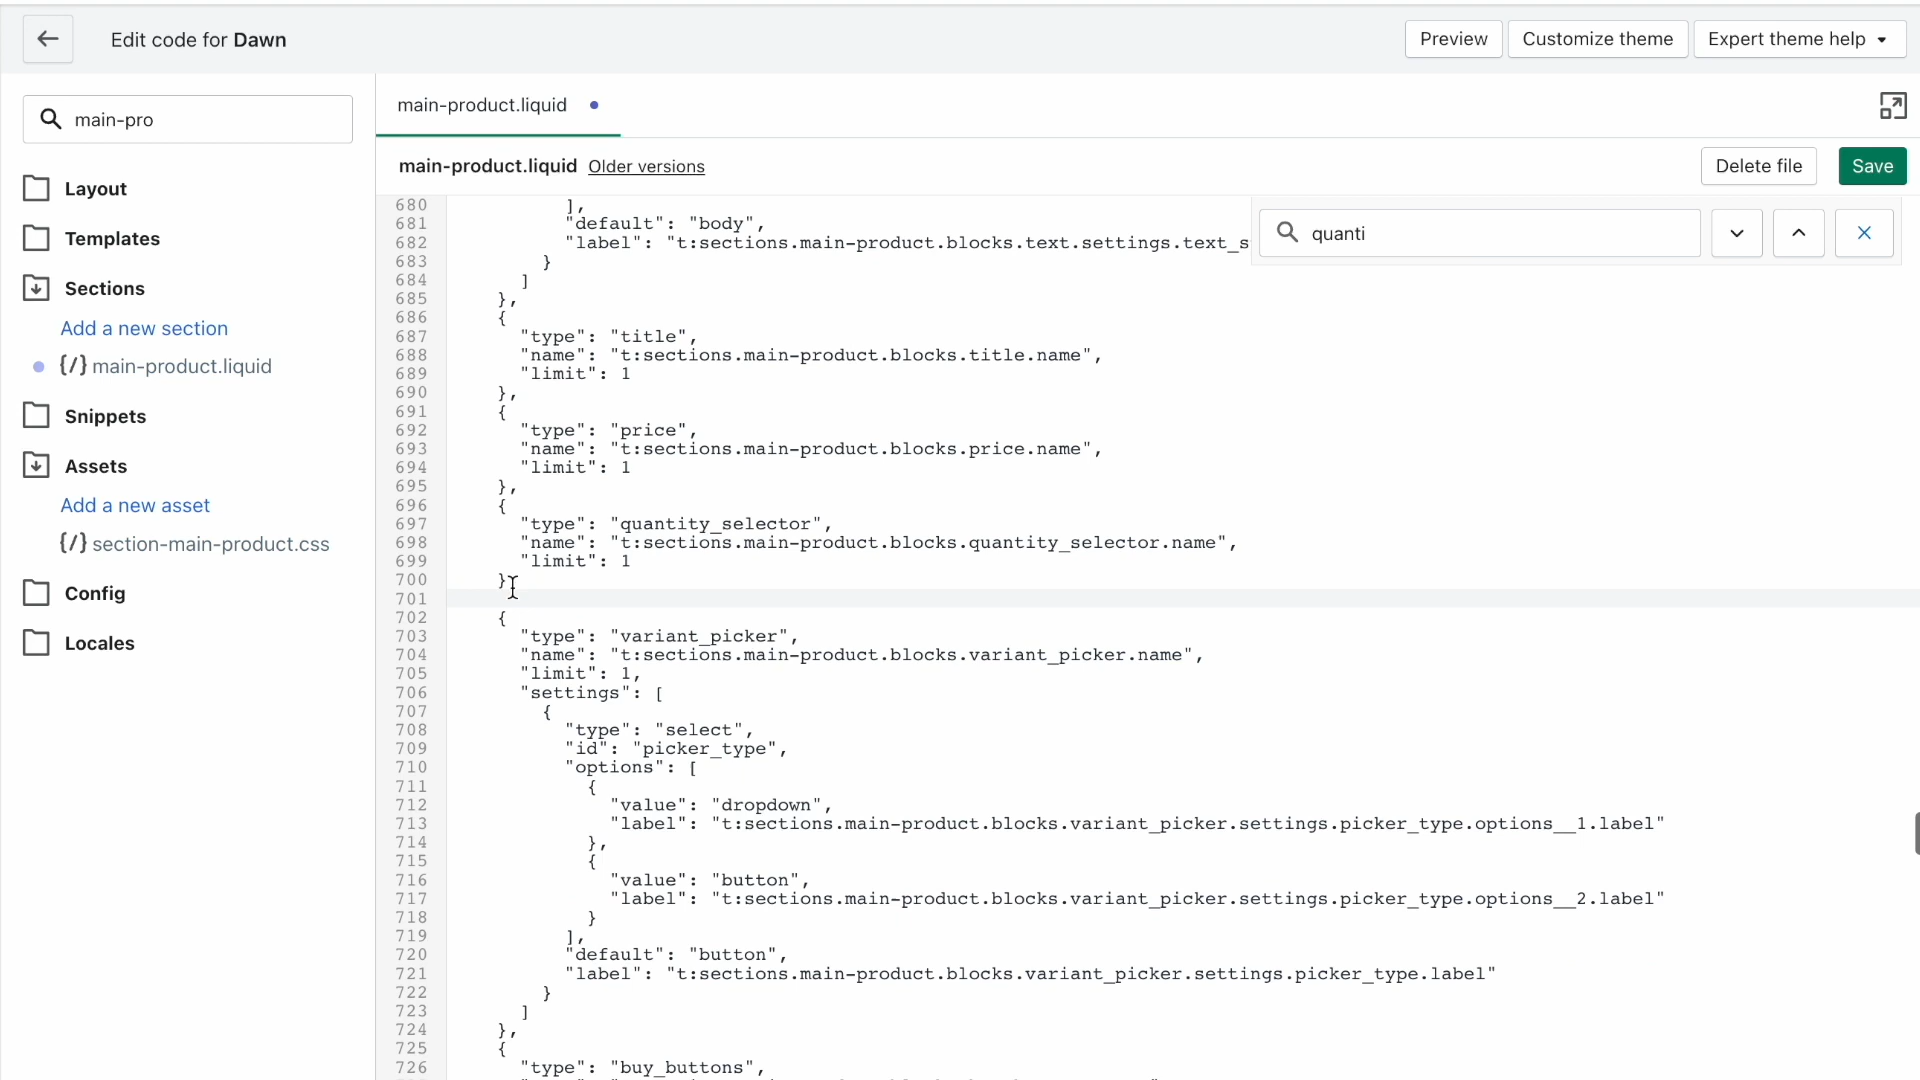 Edit code for Dawn
Preview
Customize theme
Expert theme help
main-pro
Layout
Templates
Sections
Add a new section
{/} main-product.liquid
Snippets
Assets
Add a new asset
{/} section-main-product.css
Config
Locales
main-product.liquid
main-product.liquid Older versions
Delete file
Save
quanti
680 ],
681 "default": "body",
682 "label": "t:sections.main-product.blocks.text.settings.text_s
683 }
684 ]
685 },
686 {
687 "type": "title",
688 "name": "t:sections.main-product.blocks.title.name",
689 "limit": 1
690 },
691 {
692 "type": "price",
693 "name": "t:sections.main-product.blocks.price.name",
694 "limit": 1
695 },
696 {
697 "type": "quantity_selector",
698 "name": "t:sections.main-product.blocks.quantity_selector.name",
699 "limit": 1
700 }
701
702 {
703 "type": "variant_picker",
704 "name": "t:sections.main-product.blocks.variant_picker.name",
705 "limit": 1,
706 "settings": [
707 {
708 "type": "select",
709 "id": "picker_type",
710 "options": [
711 {
712 "value": "dropdown",
713 "label": "t:sections.main-product.blocks.variant_picker.settings.picker_type.options__1.label"
714 },
715 {
716 "value": "button",
717 "label": "t:sections.main-product.blocks.variant_picker.settings.picker_type.options__2.label"
718 }
719 ],
720 "default": "button",
721 "label": "t:sections.main-product.blocks.variant_picker.settings.picker_type.label"
722 }
723 ]
724 },
725 {
726 "type": "buy_buttons",